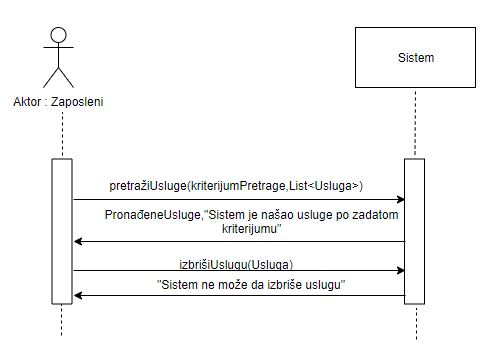 Sistem
Aktor : Zaposleni
pretražiUsluge(kriterijumPretrage,List<Usluga>)
PronađeneUsluge,"Sistem je našao usluge po zadatom
kriterijumu"
izbrišiUslugu(Usluga)
"Sistem ne može da izbriše uslugu"